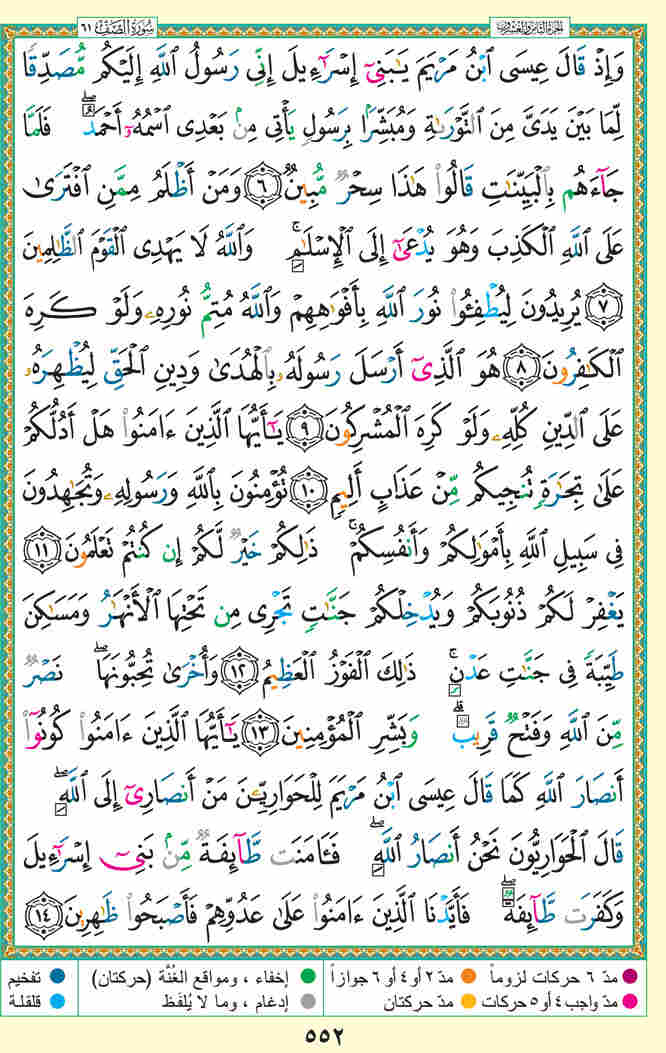 سُورَةُ الصَّفِّ ٦١
الجزء الثامن والعشرون
وَإِذْ قَالَ عِيسَى ٱبْنُ مَرْيَمَ يَـٰبَنِىٓ إِسْرَٰٓءِيلَ إِنِّى رَسُولُ ٱللَّهِ إِلَيْكُم مُّصَدِّقًا
لِّمَا بَيْنَ يَدَىَّ مِنَ ٱلتَّوْرَىٰةِ وَمُبَشِّرًۢا بِرَسُولٍ يَأْتِى مِنۢ بَعْدِى ٱسْمُهُۥٓ أَحْمَدُ ۖ فَلَمَّا
جَآءَهُم بِٱلْبَيِّنَـٰتِ قَالُوا۟ هَـٰذَا سِحْرٌ مُّبِينٌ ٦ وَمَنْ أَظْلَمُ مِمَّنِ ٱفْتَرَىٰ
عَلَى ٱللَّهِ ٱلْكَذِبَ وَهُوَ يُدْعَىٰٓ إِلَى ٱلْإِسْلَـٰمِ ۚ وَٱللَّهُ لَا يَهْدِى ٱلْقَوْمَ ٱلظَّـٰلِمِينَ
٧ يُرِيدُونَ لِيُطْفِـُٔوا۟ نُورَ ٱللَّهِ بِأَفْوَٰهِهِمْ وَٱللَّهُ مُتِمُّ نُورِهِۦ وَلَوْ كَرِهَ
ٱلْكَـٰفِرُونَ ٨ هُوَ ٱلَّذِىٓ أَرْسَلَ رَسُولَهُۥ بِٱلْهُدَىٰ وَدِينِ ٱلْحَقِّ لِيُظْهِرَهُۥ
عَلَى ٱلدِّينِ كُلِّهِۦ وَلَوْ كَرِهَ ٱلْمُشْرِكُونَ ٩ يَـٰٓأَيُّهَا ٱلَّذِينَ ءَامَنُوا۟ هَلْ أَدُلُّكُمْ
عَلَىٰ تِجَـٰرَةٍ تُنجِيكُم مِّنْ عَذَابٍ أَلِيمٍ ١٠ تُؤْمِنُونَ بِٱللَّهِ وَرَسُولِهِۦ وَتُجَـٰهِدُونَ
فِى سَبِيلِ ٱللَّهِ بِأَمْوَٰلِكُمْ وَأَنفُسِكُمْ ۚ ذَٰلِكُمْ خَيْرٌ لَّكُمْ إِن كُنتُمْ تَعْلَمُونَ ١١
يَغْفِرْ لَكُمْ ذُنُوبَكُمْ وَيُدْخِلْكُمْ جَنَّـٰتٍ تَجْرِى مِن تَحْتِهَا ٱلْأَنْهَـٰرُ وَمَسَـٰكِنَ
طَيِّبَةً فِى جَنَّـٰتِ عَدْنٍ ۚ ذَٰلِكَ ٱلْفَوْزُ ٱلْعَظِيمُ ١٢ وَأُخْرَىٰ تُحِبُّونَهَا ۖ نَصْرٌ
مِّنَ ٱللَّهِ وَفَتْحٌ قَرِيبٌ ۗ وَبَشِّرِ ٱلْمُؤْمِنِينَ ١٣ يَـٰٓأَيُّهَا ٱلَّذِينَ ءَامَنُوا۟ كُونُوٓا۟
أَنصَارَ ٱللَّهِ كَمَا قَالَ عِيسَى ٱبْنُ مَرْيَمَ لِلْحَوَارِيِّـۧنَ مَنْ أَنصَارِىٓ إِلَى ٱللَّهِ ۖ
قَالَ ٱلْحَوَارِيُّونَ نَحْنُ أَنصَارُ ٱللَّهِ ۖ فَـَٔامَنَت طَّآئِفَةٌ مِّنۢ بَنِىٓ إِسْرَٰٓءِيلَ
وَكَفَرَت طَّآئِفَةٌ ۖ فَأَيَّدْنَا ٱلَّذِينَ ءَامَنُوا۟ عَلَىٰ عَدُوِّهِمْ فَأَصْبَحُوا۟ ظَـٰهِرِينَ ١٤
مدّ ٦ حركات لزوماً مدّ ٢ أو ٤ أو ٦ جوازاً إخفاء ، ومواقع الغُنَّة (حركتان) تفخيم
مدّ واجب ٤ أو ٥ حركات مدّ حركتان إدغام ، وما لا يُلفَظ قلقلة
٥٥٢